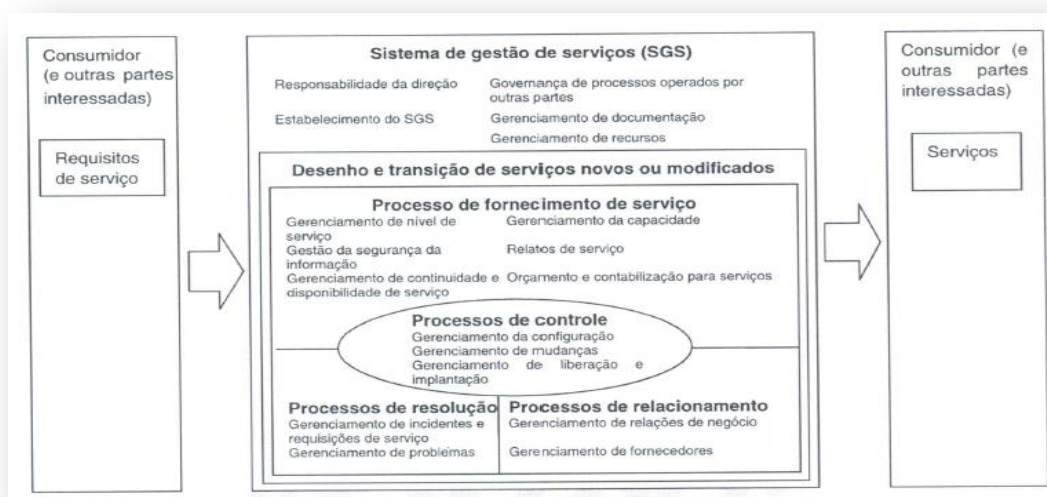 Consumidor
(e outras partes
interessadas)
Requisitos
de serviço
Sistema de gestão de serviços (SGS)
Responsabilidade da direção
Governança de processos operados por
outras partes
Estabelecimento do SGS
Gerenciamento de documentação
Gerenciamento de recursos
Desenho e transição de serviços novos ou modificados
Processo de fornecimento de serviço
Gerenciamento de nível de
serviço
Gerenciamento da capacidade
Gestão da segurança da
informação
Relatos de serviço
Gerenciamento de continuidade e
disponibilidade de serviço
Orçamento e contabilização para serviços
Processos de controle
Gerenciamento da configuração
Gerenciamento de mudanças
Gerenciamento de liberação e
implantação
Processos de resolução
Gerenciamento de incidentes e
requisições de serviço
Gerenciamento de problemas
Processos de relacionamento
Gerenciamento de relações de negócio
Gerenciamento de fornecedores
Consumidor (e
outras partes
interessadas)
Serviços